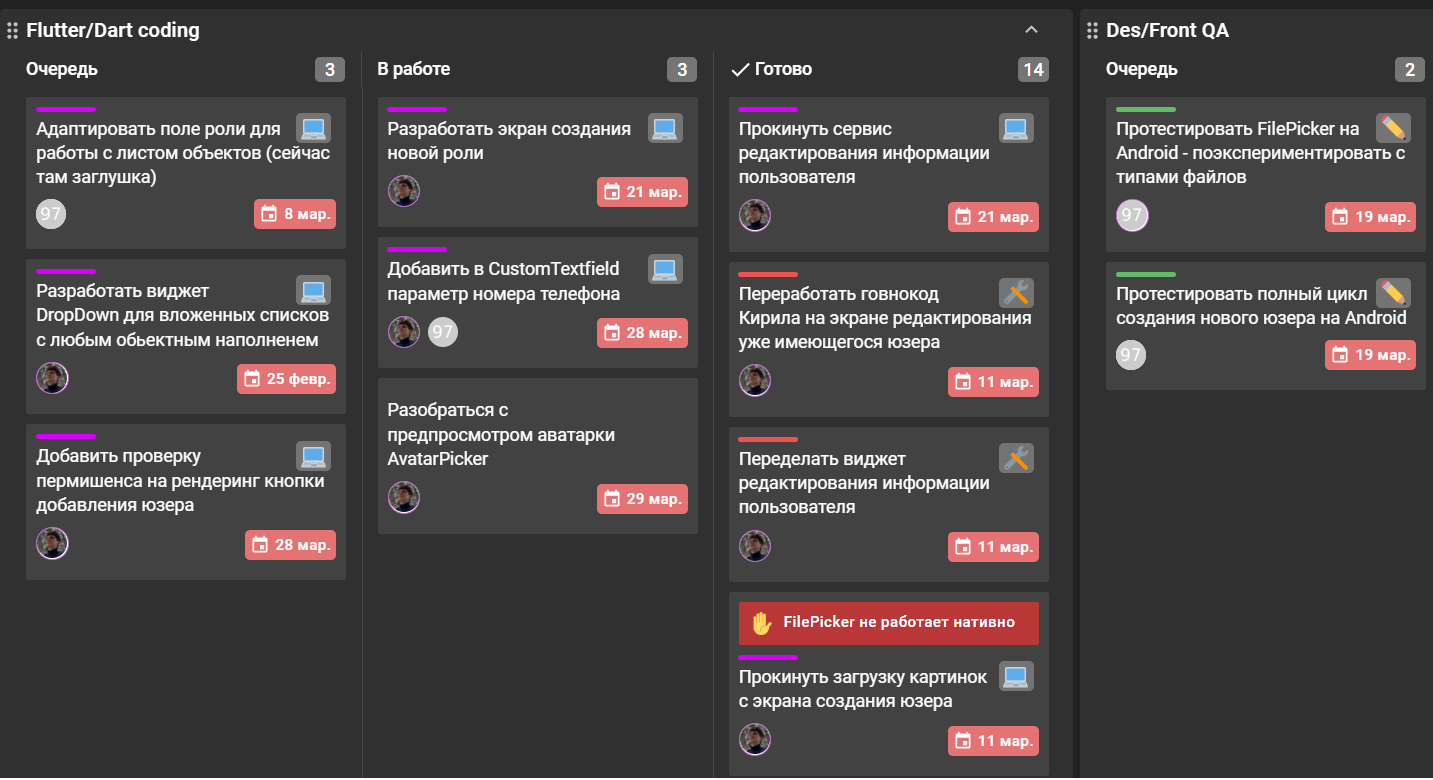 Flutter/Dart coding
Очередь 3
Адаптировать поле роли для
работы с листом объектов (сейчас
там заглушка)
97 8 мар.
Разработать виджет
DropDown для вложенных списков
с любым обьектным наполненем
25 февр.
Добавить проверку
пермишенса на рендеринг кнопки
добавления юзера
28 мар.
В работе 3
Разработать экран создания
новой роли
21 мар.
Добавить в CustomTextfield
параметр номера телефона
97 28 мар.
Разобраться с
предпросмотром аватарки
AvatarPicker
29 мар.
Готово 14
Прокинуть сервис
редактирования информации
пользователя
21 мар.
Переработать говнокод
Кирила на экране редактирования
уже имеющегося юзера
11 мар.
Переделать виджет
редактирования информации
пользователя
11 мар.
FilePicker не работает нативно
Прокинуть загрузку картинок
с экрана создания юзера
11 мар.
Des/Front QA
Очередь 2
Протестировать FilePicker на
Android - поэкспериментировать с
типами файлов
97 19 мар.
Протестировать полный цикл
создания нового юзера на Android
97 19 мар.